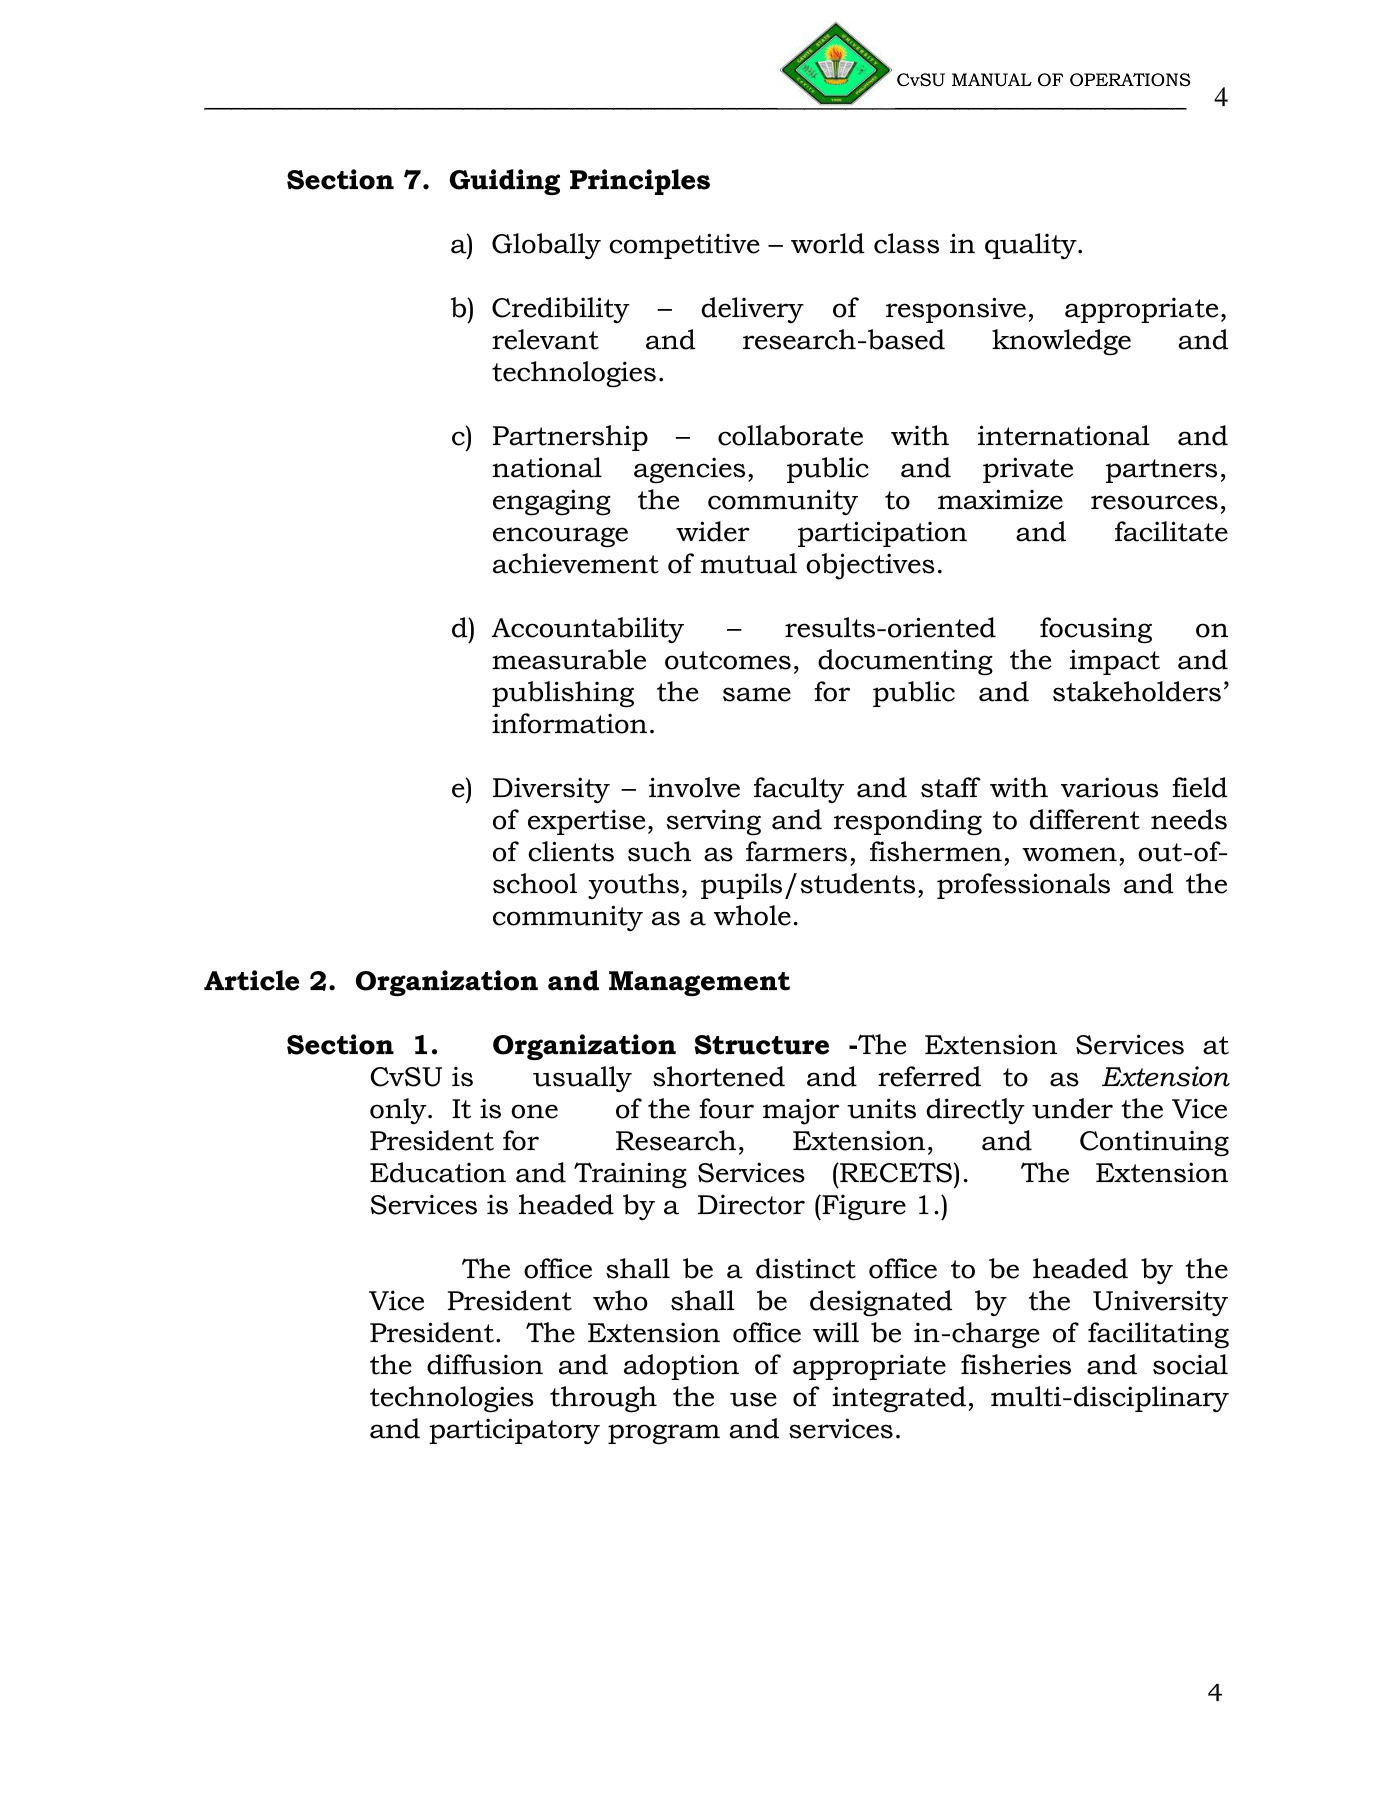 CvSU MANUAL OF OPERATIONS 4
Section 7. Guiding Principles
a) Globally competitive – world class in quality.
b) Credibility – delivery of responsive, appropriate,
relevant and research-based knowledge and
technologies.
c) Partnership – collaborate with international and
national agencies, public and private partners,
engaging the community to maximize resources,
encourage wider participation and facilitate
achievement of mutual objectives.
d) Accountability – results-oriented focusing on
measurable outcomes, documenting the impact and
publishing the same for public and stakeholders’
information.
e) Diversity – involve faculty and staff with various field
of expertise, serving and responding to different needs
of clients such as farmers, fishermen, women, out-of-
school youths, pupils/students, professionals and the
community as a whole.
Article 2. Organization and Management
Section 1. Organization Structure -The Extension Services at
CvSU is usually shortened and referred to as Extension
only. It is one of the four major units directly under the Vice
President for Research, Extension, and Continuing
Education and Training Services (RECETS). The Extension
Services is headed by a Director (Figure 1.)
The office shall be a distinct office to be headed by the
Vice President who shall be designated by the University
President. The Extension office will be in-charge of facilitating
the diffusion and adoption of appropriate fisheries and social
technologies through the use of integrated, multi-disciplinary
and participatory program and services.
4